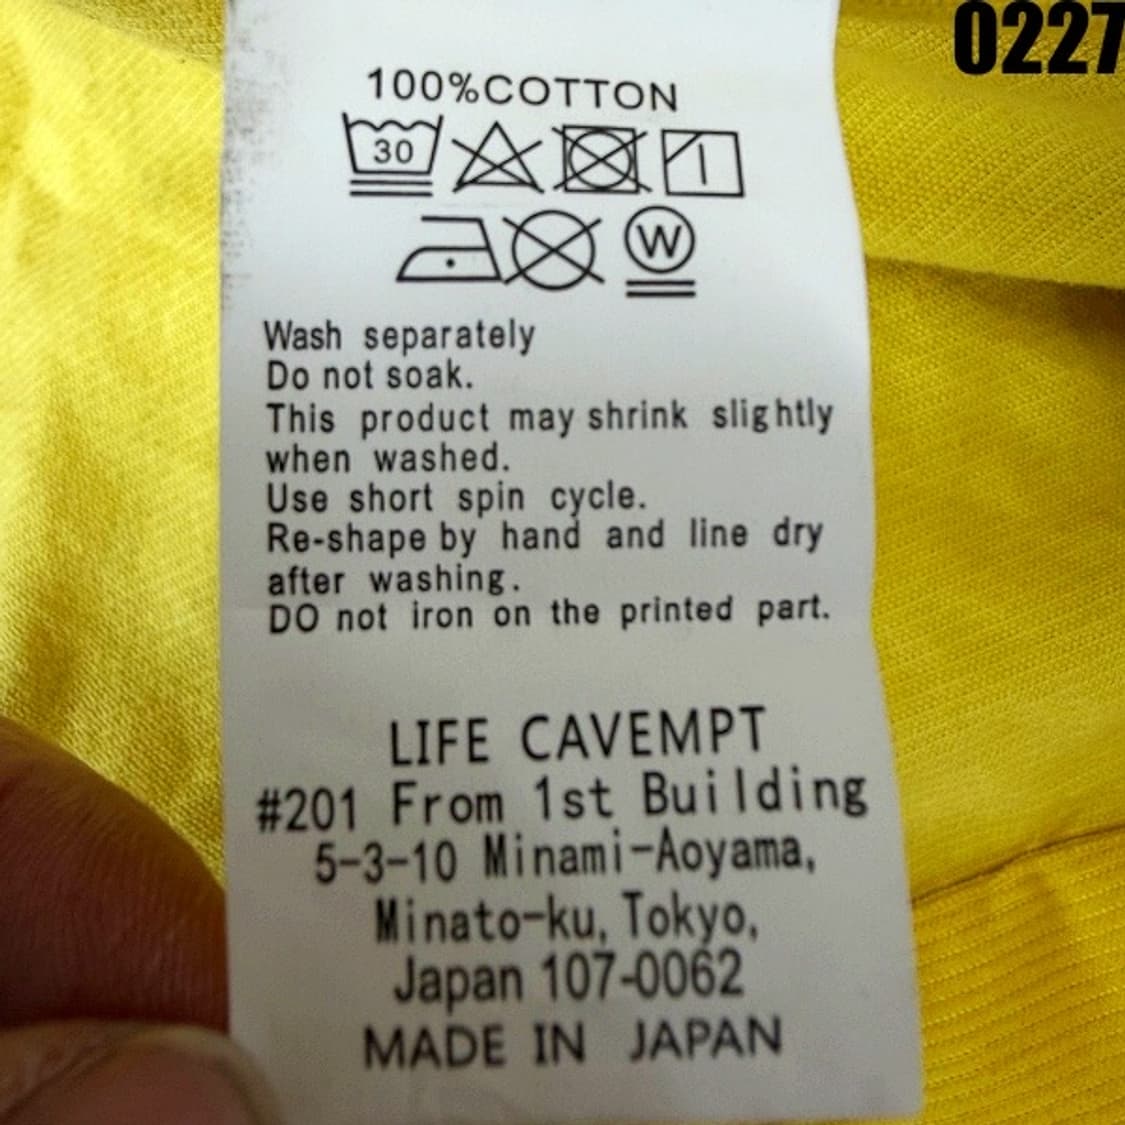 0227
100%COTTON
30
W
Wash separately
Do not soak.
This product may shrink slightly
when washed.
Use short spin cycle.
Re-shape by hand and line dry
after washing.
DO not iron on the printed part.
LIFE CAVEMPT
#201 From 1st Building
5-3-10 Minami-Aoyama,
Minato-ku, Tokyo,
Japan 107-0062
MADE IN JAPAN